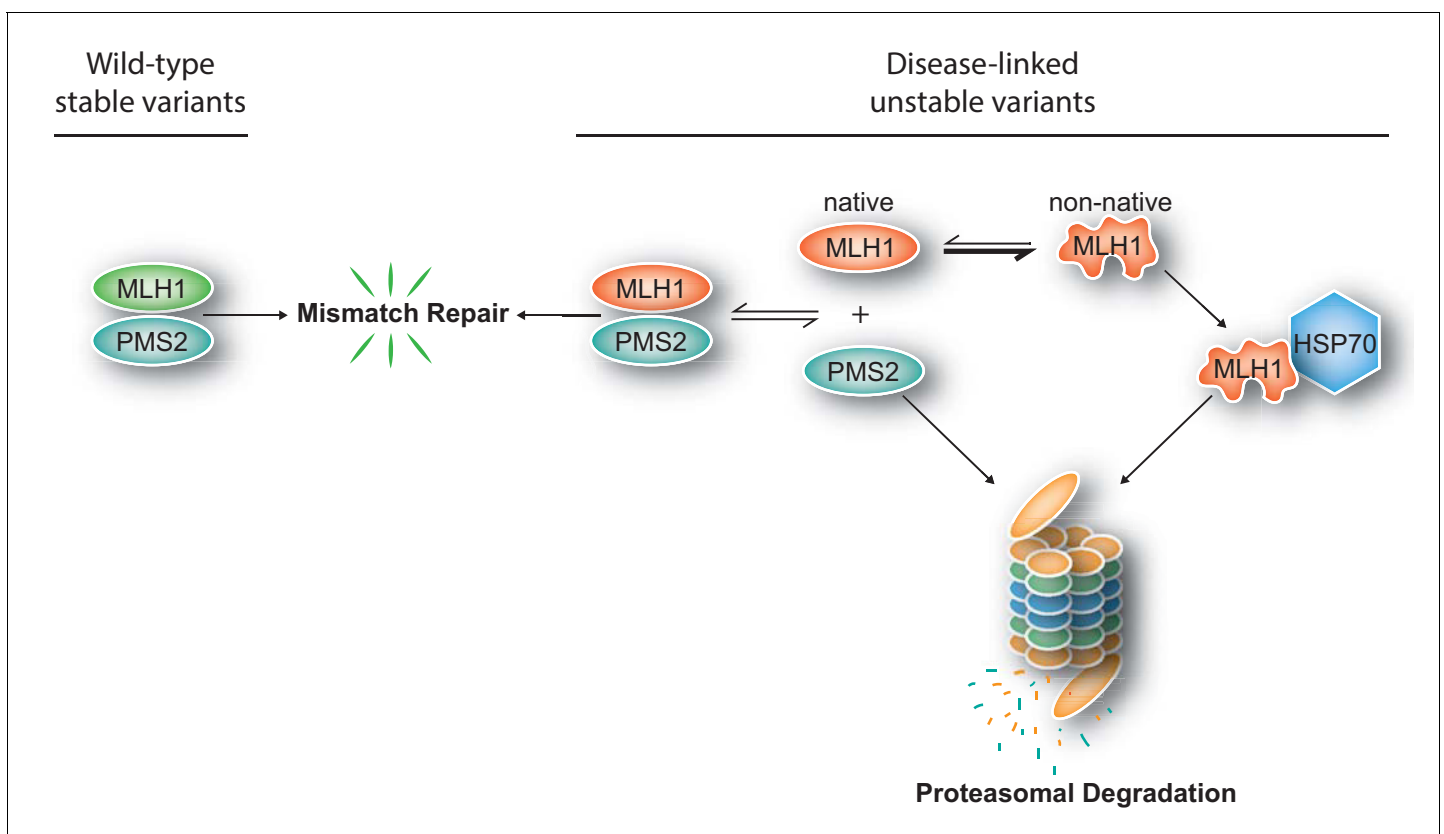 Wild-type
stable variants
Disease-linked
unstable variants
native
non-native
MLH1
MLH1
MLH1
PMS2
Mismatch Repair
MLH1
PMS2
+
PMS2
MLH1
HSP70
Proteasomal Degradation